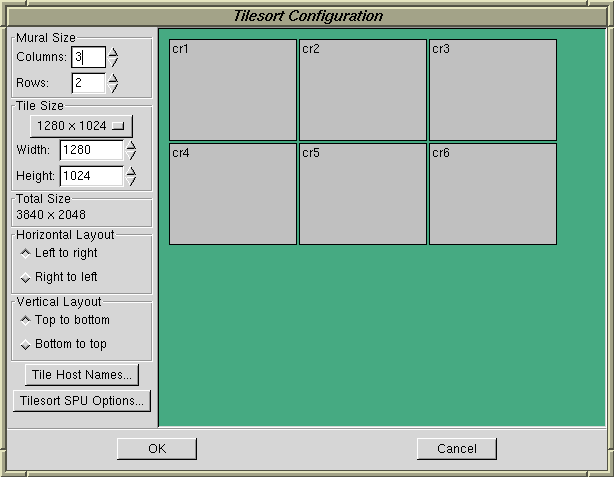 Tilesort Configuration
Mural Size
Columns: 3
Rows: 2
Tile Size
1280 x 1024
Width: 1280
Height: 1024
Total Size
3840 x 2048
Horizontal Layout
Left to right
Right to left
Vertical Layout
Top to bottom
Bottom to top
Tile Host Names...
Tilesort SPU Options...
cr1 cr2 cr3
cr4 cr5 cr6
OK Cancel